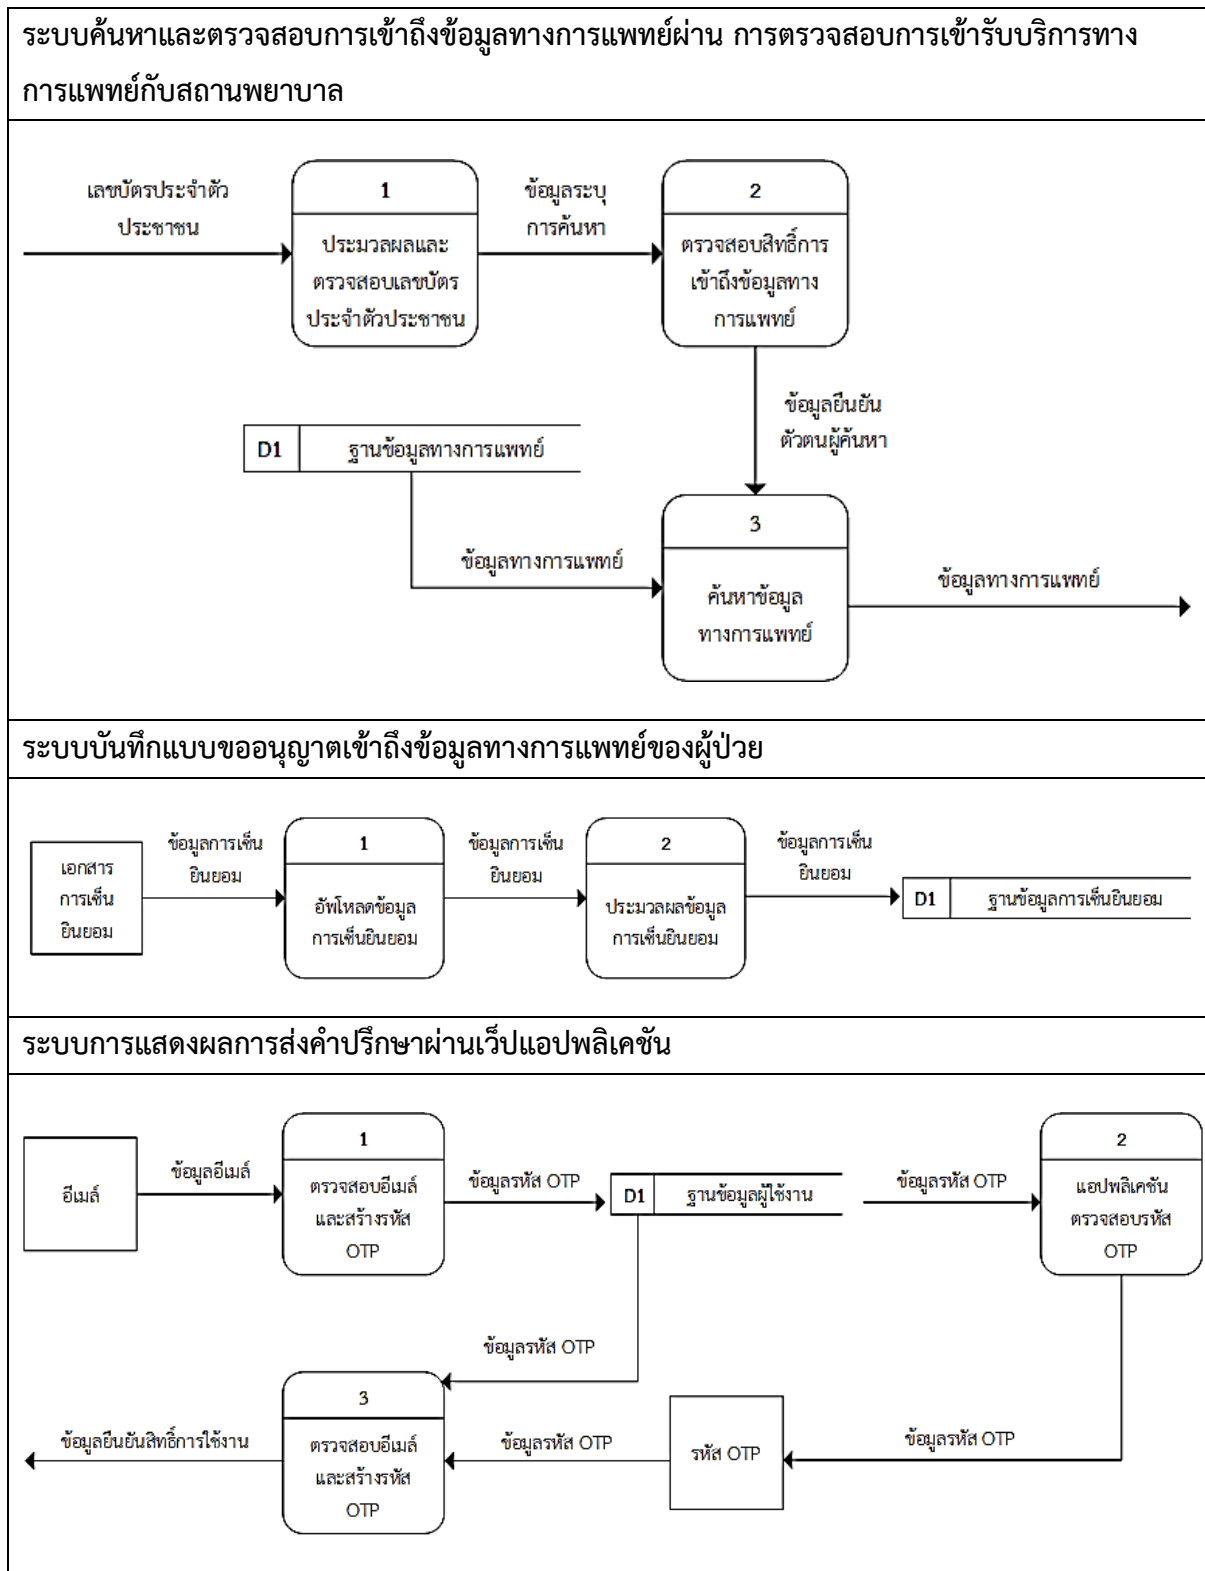 ระบบค้นหาและตรวจสอบการเข้าถึงข้อมูลทางการแพทย์ผ่าน การตรวจสอบการเข้ารับบริการทาง
การแพทย์กับสถานพยาบาล
เลขบัตรประจำตัว
ประชาชน
1
ประมวลผลและ
ตรวจสอบเลขบัตร
ประจำตัวประชาชน
ข้อมูลระบุ
การค้นหา
2
ตรวจสอบสิทธิ์การ
เข้าถึงข้อมูลทาง
การแพทย์
ข้อมูลยืนยัน
ตัวตนผู้ค้นหา
D1
ฐานข้อมูลทางการแพทย์
ข้อมูลทางการแพทย์
3
ค้นหาข้อมูล
ทางการแพทย์
ข้อมูลทางการแพทย์
ระบบบันทึกแบบขออนุญาตเข้าถึงข้อมูลทางการแพทย์ของผู้ป่วย
เอกสาร
การเซ็น
ยินยอม
ข้อมูลการเซ็น
ยินยอม
1
อัพโหลดข้อมูล
การเซ็นยินยอม
ข้อมูลการเซ็น
ยินยอม
2
ประมวลผลข้อมูล
การเซ็นยินยอม
ข้อมูลการเซ็น
ยินยอม
D1
ฐานข้อมูลการเซ็นยินยอม
ระบบการแสดงผลการส่งคำปรึกษาผ่านเว็ปแอปพลิเคชัน
อีเมล์
ข้อมูลอีเมล์
1
ตรวจสอบอีเมล์
และสร้างรหัส
OTP
ข้อมูลรหัส OTP
D1
ฐานข้อมูลผู้ใช้งาน
ข้อมูลรหัส OTP
2
แอปพลิเคชัน
ตรวจสอบรหัส
OTP
ข้อมูลรหัส OTP
3
ตรวจสอบอีเมล์
และสร้างรหัส
OTP
ข้อมูลยืนยันสิทธิ์การใช้งาน
ข้อมูลรหัส OTP
รหัส OTP
ข้อมูลรหัส OTP